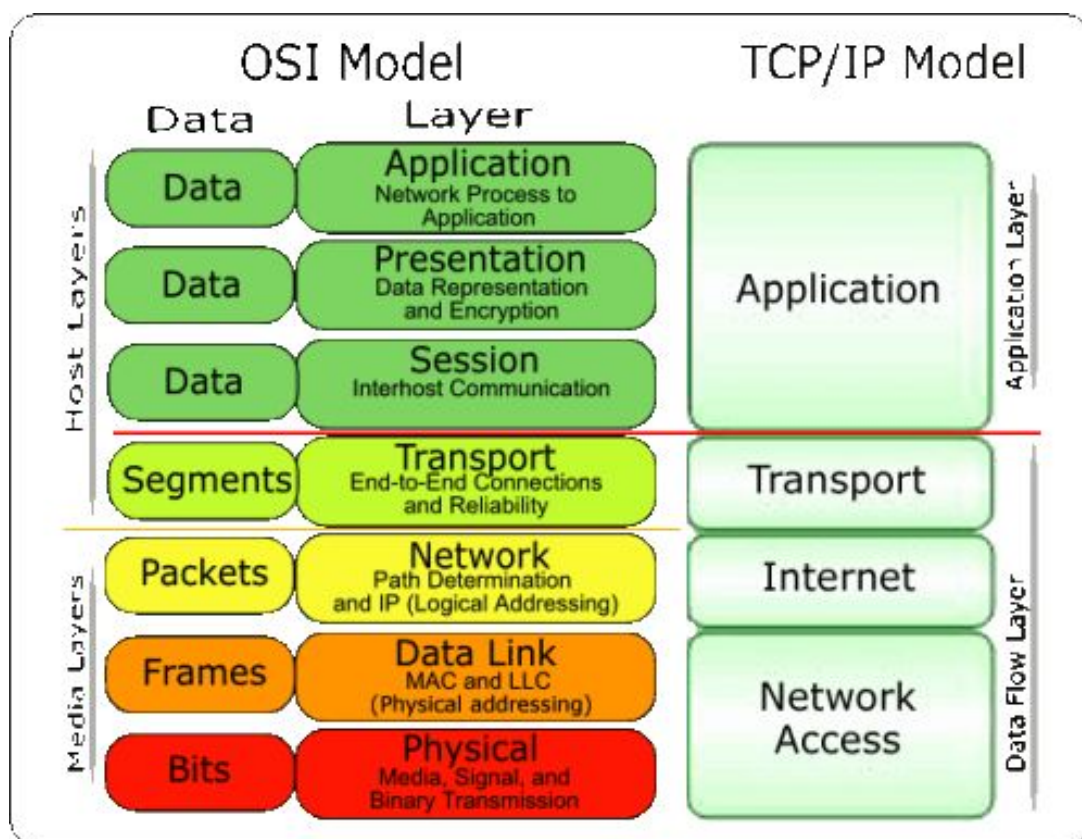 OSI Model
TCP/IP Model
Data
Layer
Host Layers
Data
Application
Network Process to
Application
Data
Presentation
Data Representation
and Encryption
Data
Session
Interhost Communication
Segments
Transport
End-to-End Connections
and Reliability
Media Layers
Packets
Network
Path Determination
and IP (Logical Addressing)
Frames
Data Link
MAC and LLC
(Physical addressing)
Bits
Physical
Media, Signal, and
Binary Transmission
Application
Application Layer
Transport
Internet
Network
Access
Data Flow Layer